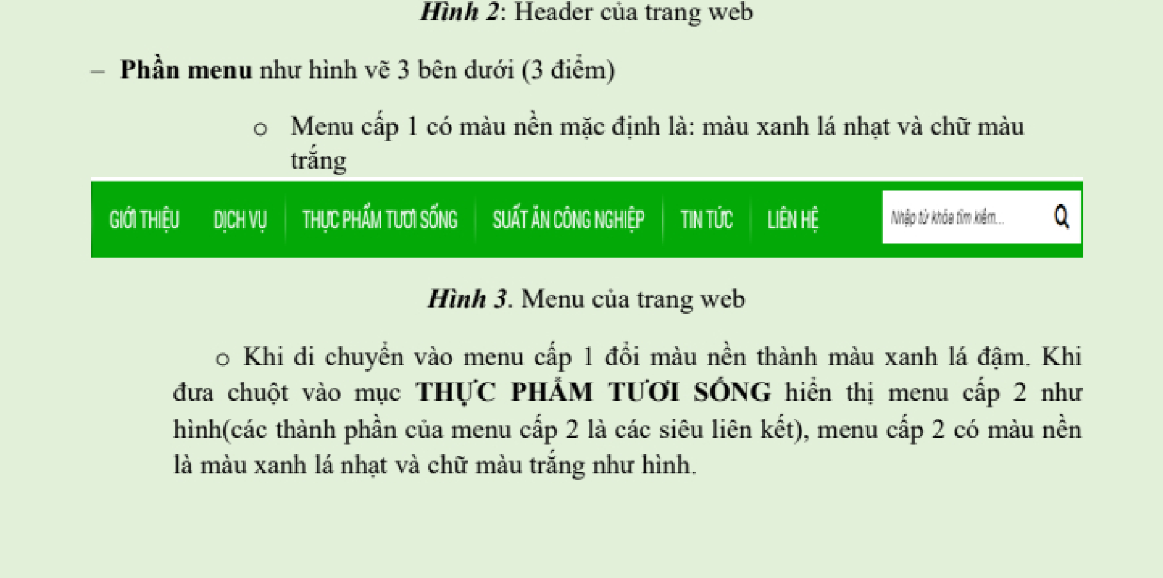 Hình 2: Header của trang web
– Phần menu như hình vẽ 3 bên dưới (3 điểm)
o Menu cấp 1 có màu nền mặc định là: màu xanh lá nhạt và chữ màu
trắng
GIỚI THIỆU DỊCH VỤ THỰC PHẨM TƯƠI SỐNG SUẤT ĂN CÔNG NGHIỆP TIN TỨC LIÊN HỆ Nhập từ khóa tìm kiếm...
Hình 3. Menu của trang web
o Khi di chuyển vào menu cấp 1 đổi màu nền thành màu xanh lá đậm. Khi
đưa chuột vào mục THỰC PHẨM TƯƠI SỐNG hiển thị menu cấp 2 như
hình(các thành phần của menu cấp 2 là các siêu liên kết), menu cấp 2 có màu nền
là màu xanh lá nhạt và chữ màu trắng như hình.